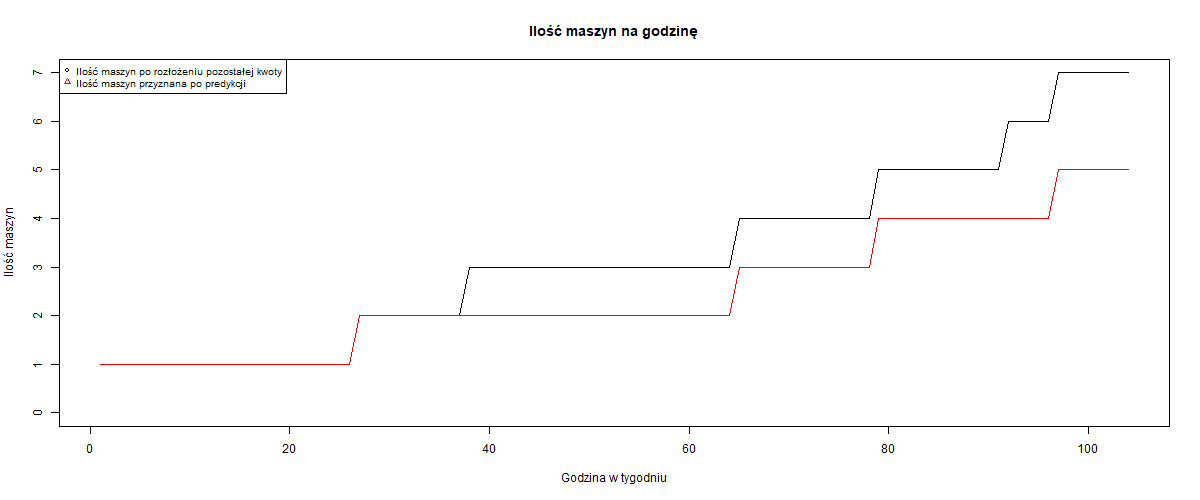 Ilość maszyn na godzinę
Ilość maszyn po rozłożeniu pozostałej kwoty
Ilość maszyn przyznana po predykcji
Ilość maszyn
7
6
5
4
3
2
1
0
0 20 40 60 80 100
Godzina w tygodniu